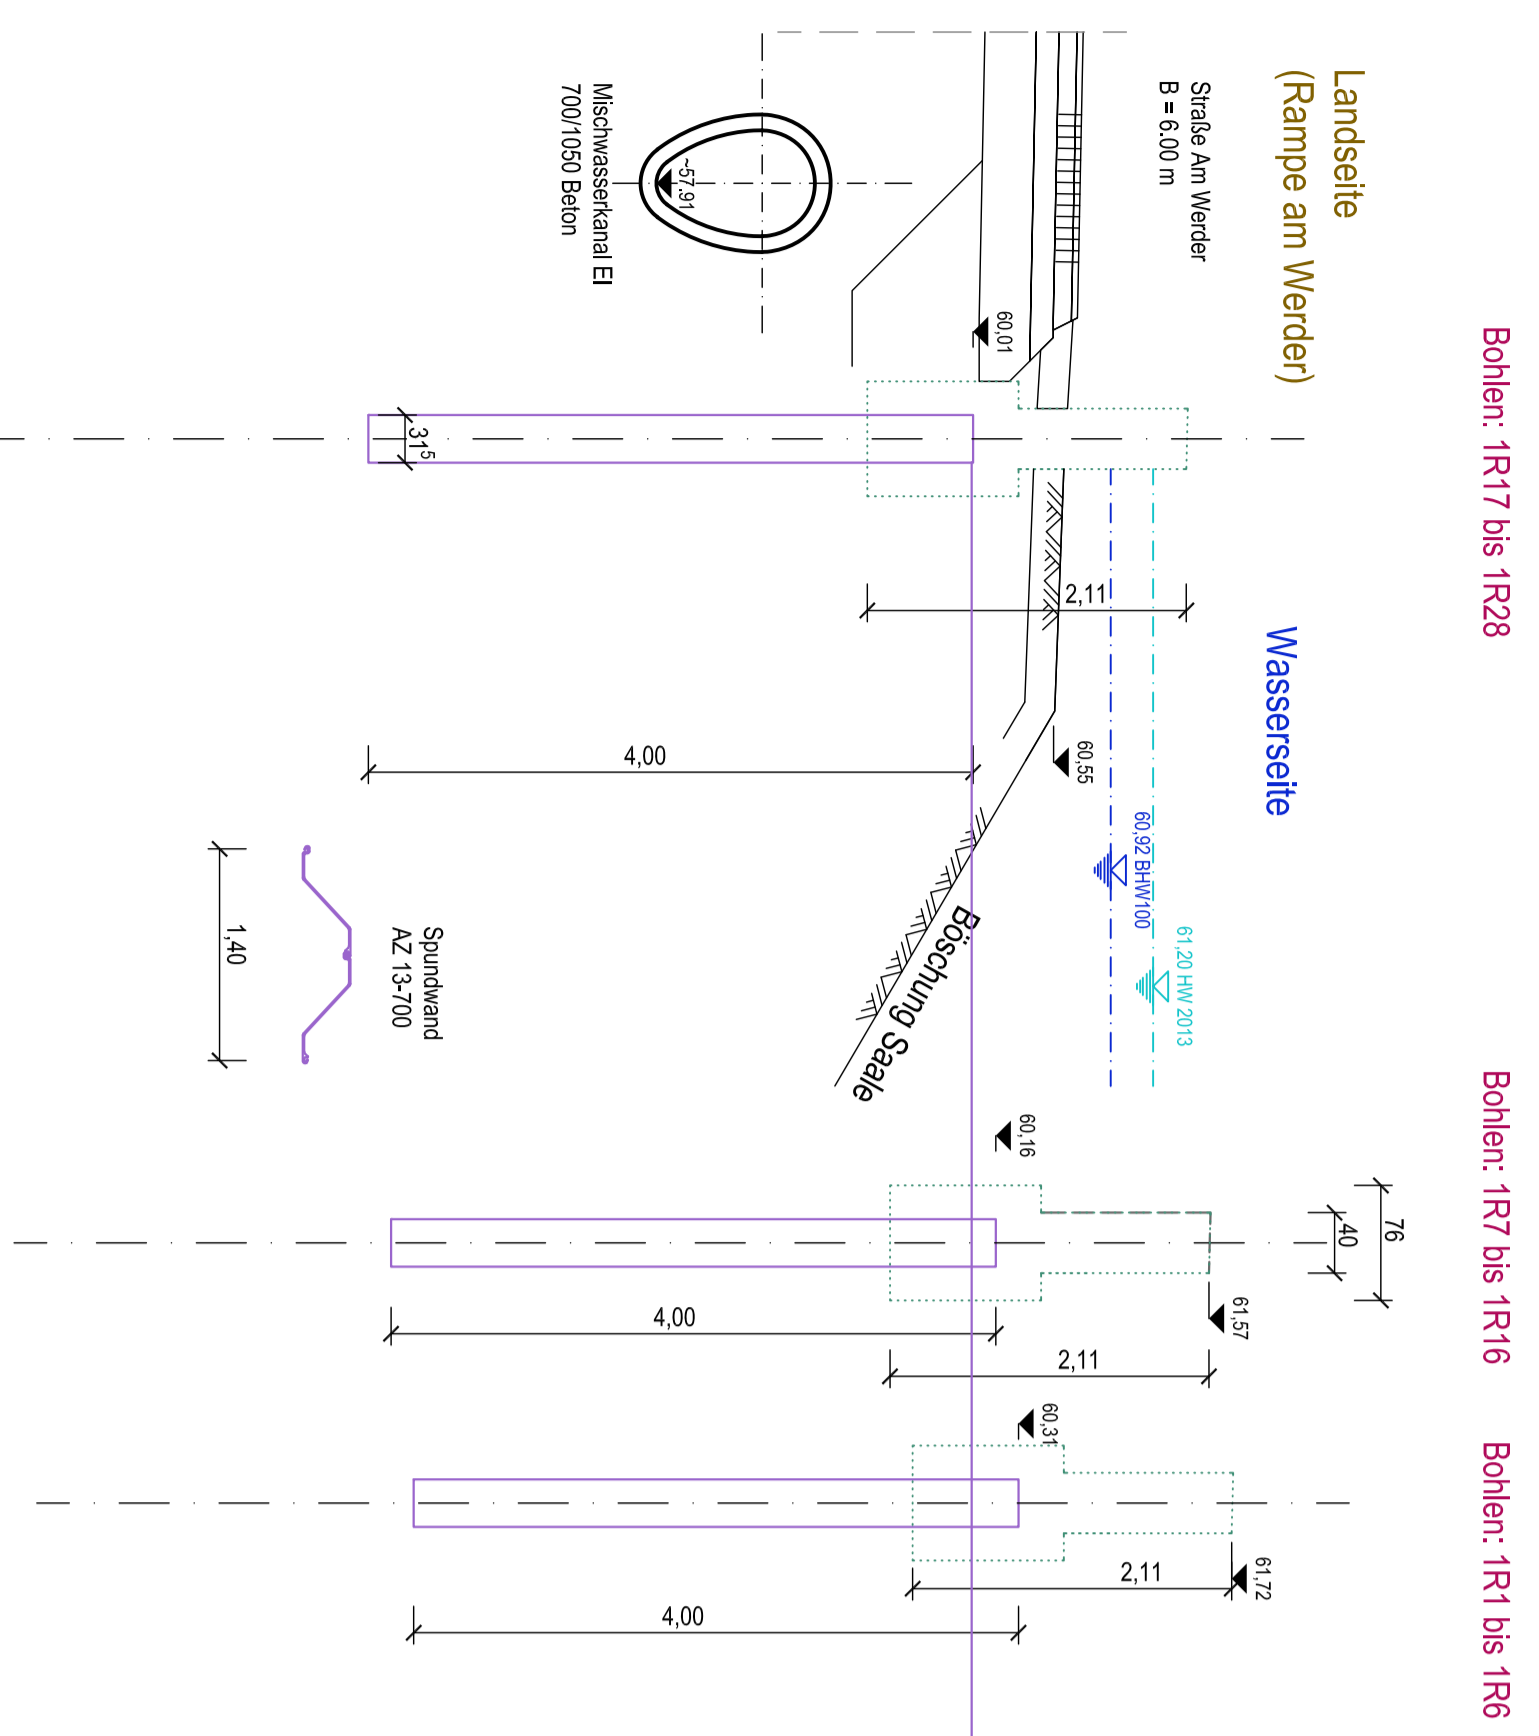 Bohlen: 1R17 bis 1R28
Bohlen: 1R7 bis 1R16
Bohlen: 1R1 bis 1R6
Landseite
(Rampe am Werder)
Wasserseite
Straße Am Werder
B = 6.00 m
61,20 HW 2013
60,92 BHW100
60,55
60,01
2,11
4,00
31⁵
~57.91
Mischwasserkanal EI
700/1050 Beton
Böschung Saale
Spundwand
AZ 13-700
1,40
76
40
61,57
60,16
2,11
4,00
61,72
60,31
2,11
4,00